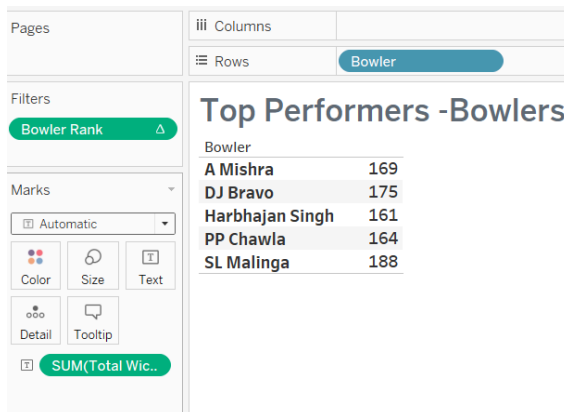 Pages
iii Columns
Rows
Bowler
Filters
Bowler Rank
Marks
Automatic
Color
Size
Text
Detail
Tooltip
SUM(Total Wic..
Top Performers -Bowlers
Bowler
A Mishra 169
DJ Bravo 175
Harbhajan Singh 161
PP Chawla 164
SL Malinga 188